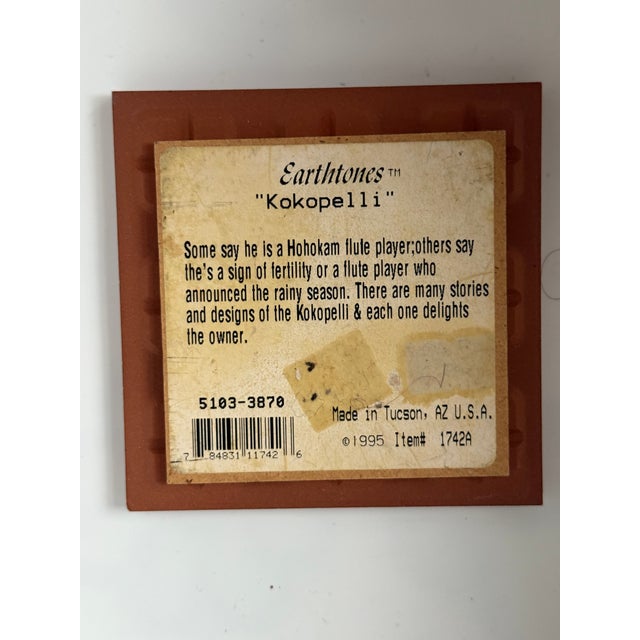 Earthtones™
"Kokopelli"
Some say he is a Hohokam flute player;others say
the's a sign of fertility or a flute player who
announced the rainy season. There are many stories
and designs of the Kokopelli & each one delights
the owner.
5103-3870
Made in Tucson, AZ U.S.A.
7 84831 11742 6
©1995 Item# 1742A